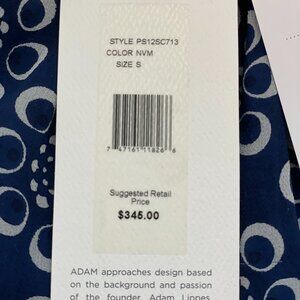 STYLE PS12SC713
COLOR NVM
SIZE S
7 47161 11826 6
Suggested Retail
Price
$345.00
ADAM approaches design based
on the background and passion
of the founder, Adam Lippes.